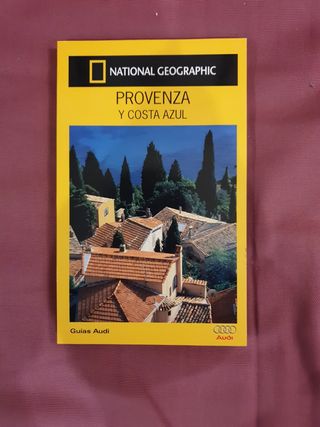 NATIONAL GEOGRAPHIC
PROVENZA
Y COSTA AZUL
Guías Audi
Audi